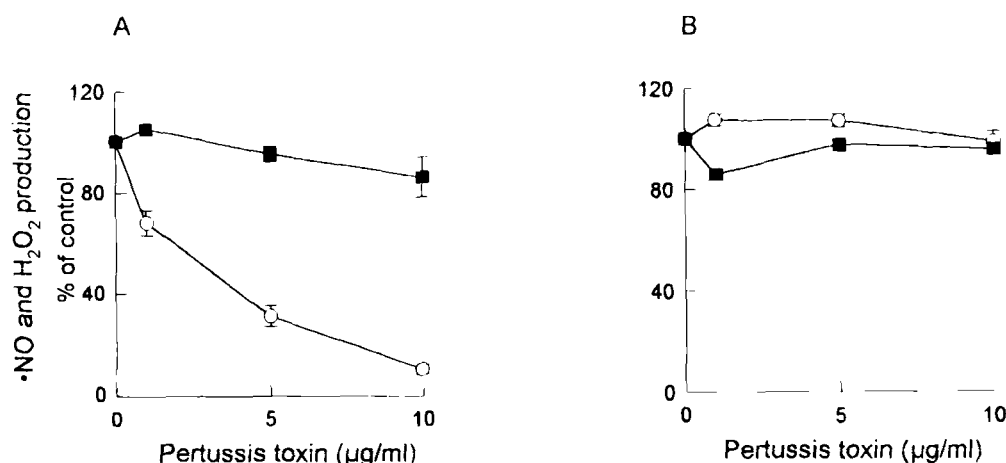 A
120
80
40
0
0 5 10
Pertussis toxin (µg/ml)
•NO and H₂O₂ production
% of control
B
120
80
40
0
0 5 10
Pertussis toxin (µg/ml)